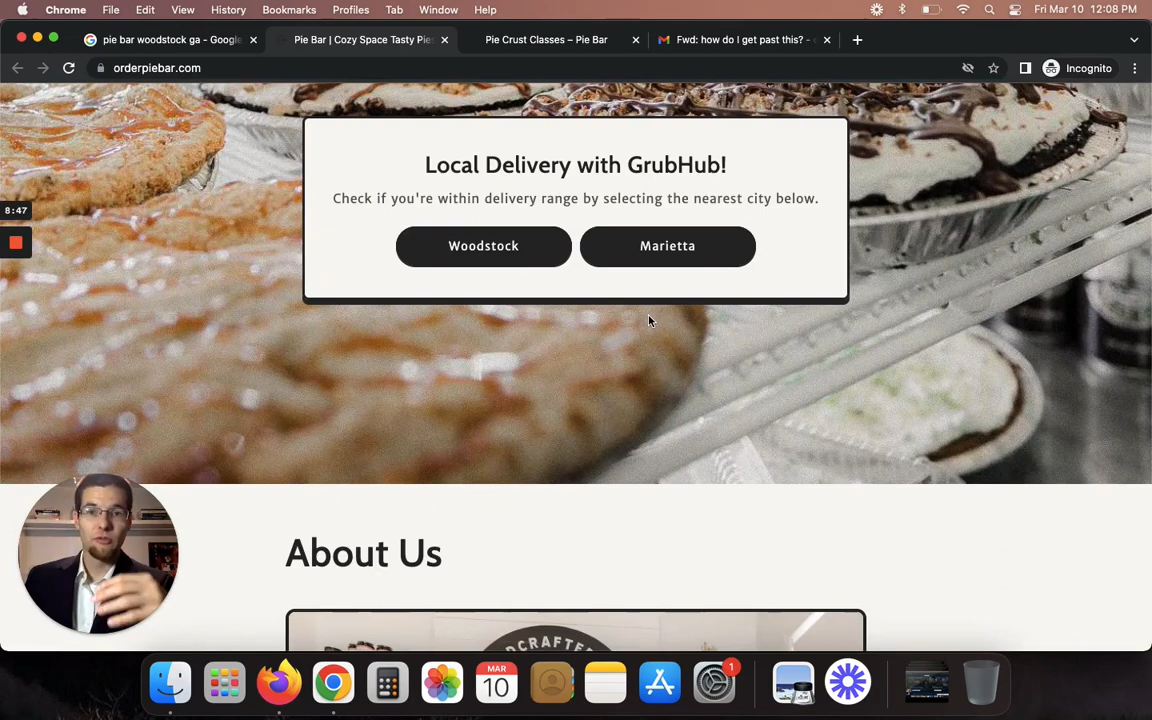 Chrome File Edit View History Bookmarks Profiles Tab Window Help Fri Mar 10 12:08 PM
pie bar woodstock ga - Google Pie Bar | Cozy Space Tasty Pies Pie Crust Classes – Pie Bar Fwd: how do I get past this? -
orderpiebar.com Incognito
Local Delivery with GrubHub!
Check if you're within delivery range by selecting the nearest city below.
8:47
Woodstock Marietta
About Us
DCRAFTED
MAR
10
1